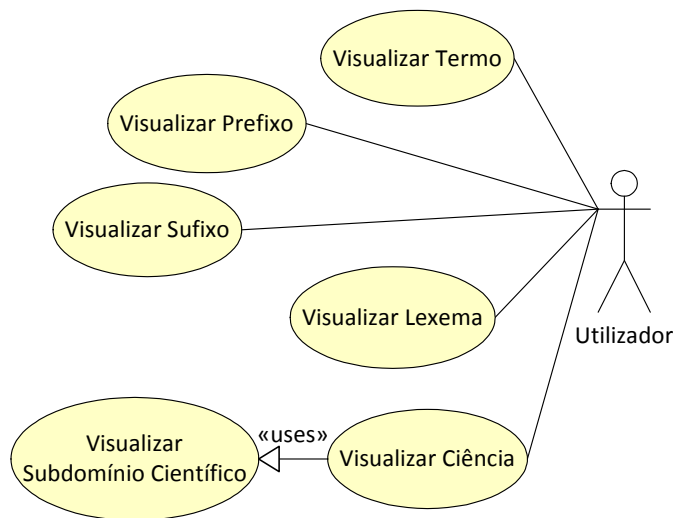 Visualizar Termo
Visualizar Prefixo
Visualizar Sufixo
Visualizar Lexema
Utilizador
Visualizar
Subdomínio Científico
«uses»
Visualizar Ciência